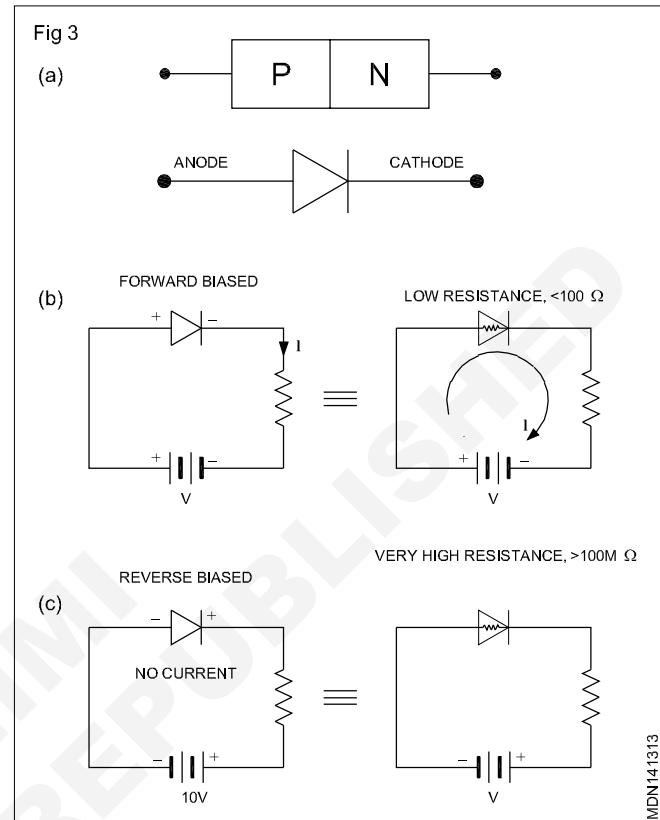 Fig 3
(a)
P N
ANODE CATHODE
(b)
FORWARD BIASED
LOW RESISTANCE, <100 Ω
+ −
I
+ −
V
I
+ −
V
(c)
REVERSE BIASED
VERY HIGH RESISTANCE, >100M Ω
− +
NO CURRENT
− +
10V
− +
V
MDN141313
REPUBLISHED